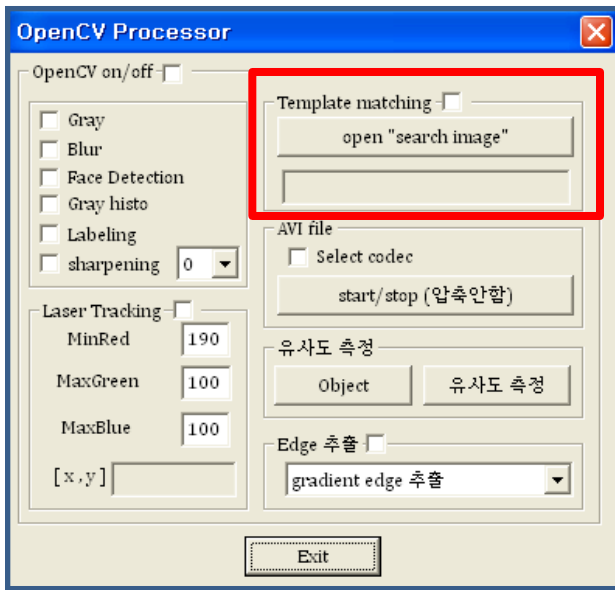 OpenCV Processor
OpenCV on/off
Gray
Blur
Face Detection
Gray histo
Labeling
sharpening 0
Laser Tracking
MinRed 190
MaxGreen 100
MaxBlue 100
[x,y]
Template matching
open "search image"
AVI file
Select codec
start/stop (압축안함)
유사도 측정
Object 유사도 측정
Edge 추출
gradient edge 추출
Exit